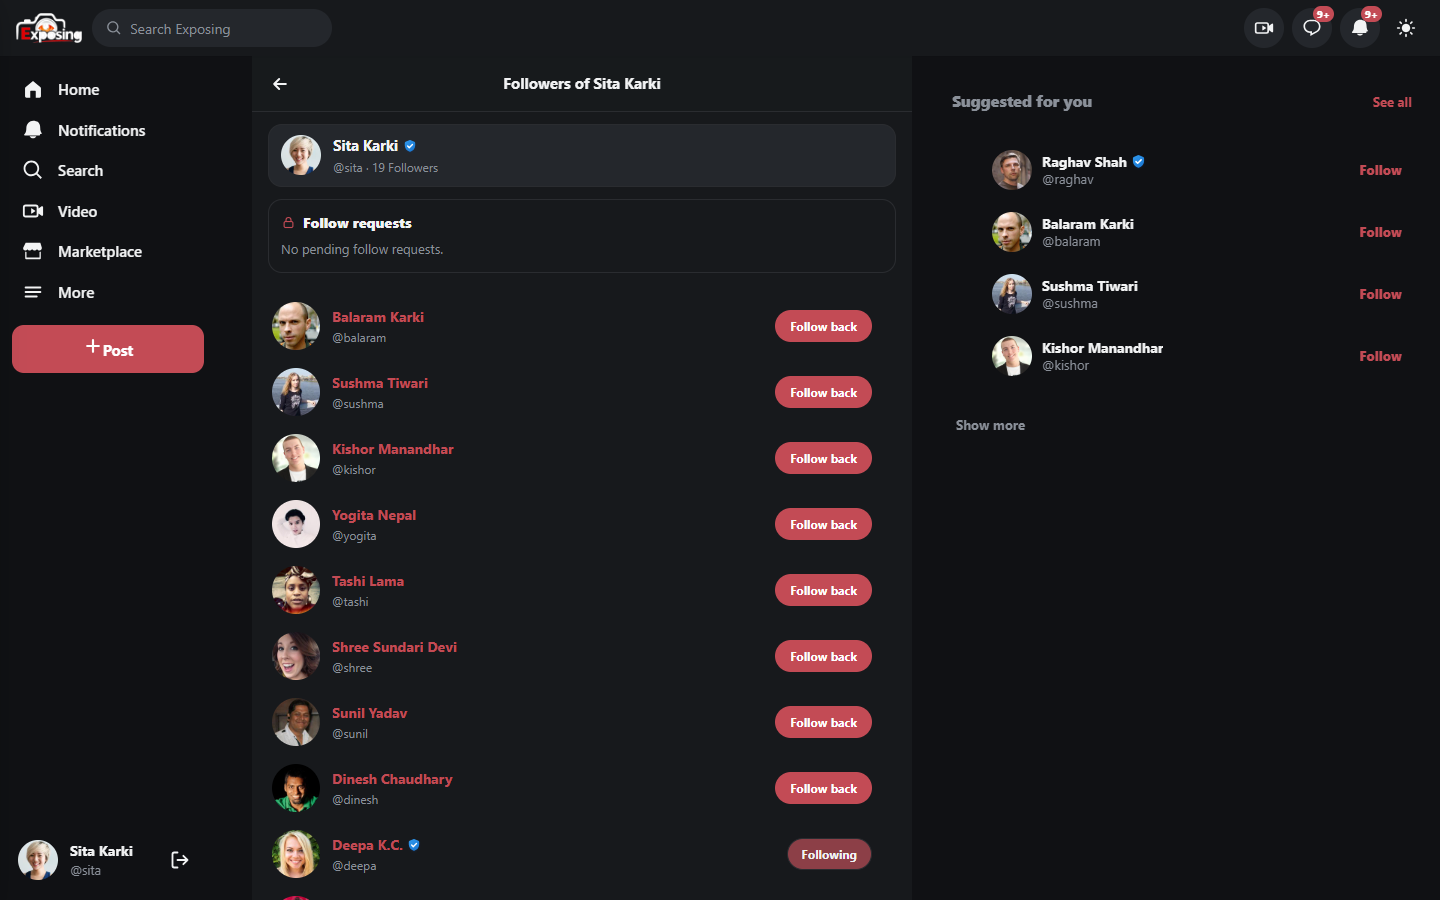 Exposing
Search Exposing
9+
9+
Home
Notifications
Search
Video
Marketplace
More
Post
Sita Karki
@sita
Followers of Sita Karki
Sita Karki
@sita · 19 Followers
Follow requests
No pending follow requests.
Balaram Karki
@balaram
Follow back
Sushma Tiwari
@sushma
Follow back
Kishor Manandhar
@kishor
Follow back
Yogita Nepal
@yogita
Follow back
Tashi Lama
@tashi
Follow back
Shree Sundari Devi
@shree
Follow back
Sunil Yadav
@sunil
Follow back
Dinesh Chaudhary
@dinesh
Follow back
Deepa K.C.
@deepa
Following
Suggested for you
See all
Raghav Shah
@raghav
Follow
Balaram Karki
@balaram
Follow
Sushma Tiwari
@sushma
Follow
Kishor Manandhar
@kishor
Follow
Show more